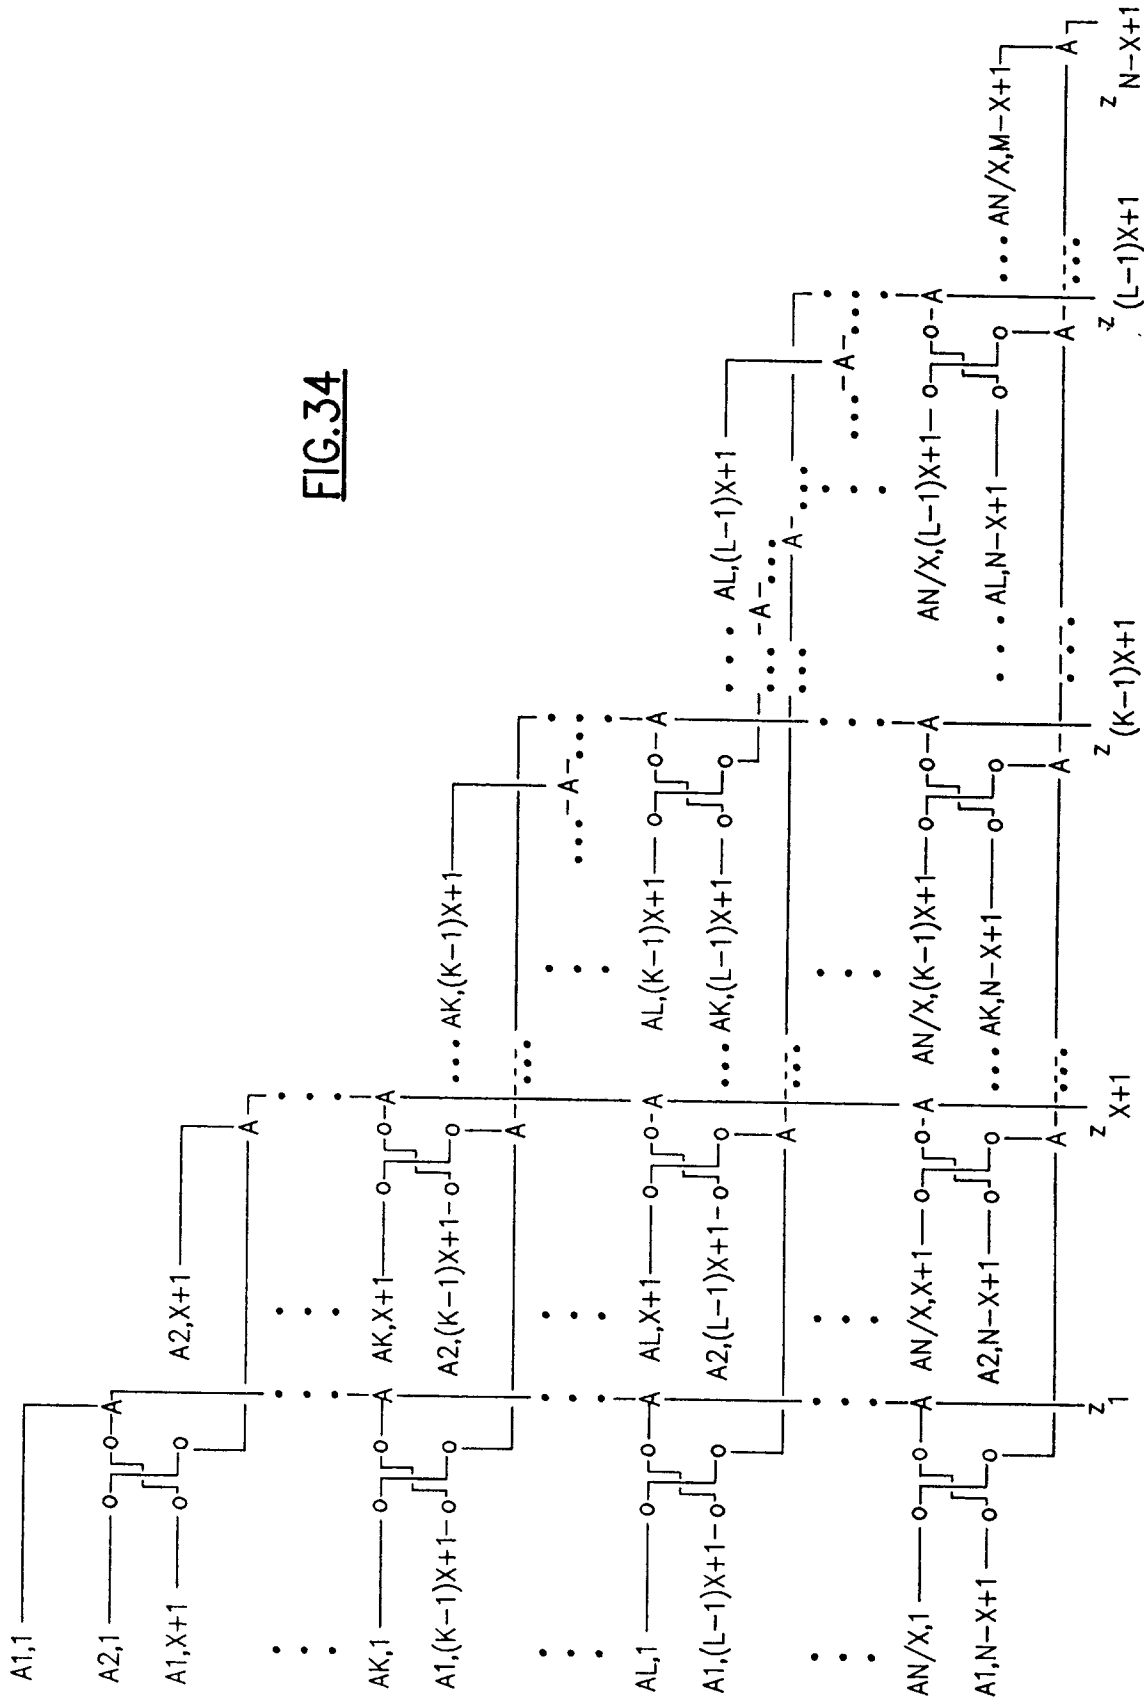 A1,1
A2,1 O O A
A1,X+1 O O A2,X+1
A
FIG.34
AK,1 O O A AK,X+1 O O A
A1,(K-1)X+1 O O A2,(K-1)X+1 O O ... AK,(K-1)X+1
A
A
AL,1 O O A AL,X+1 O O A AL,(K-1)X+1 O O A
A1,(L-1)X+1 O O A2,(L-1)X+1 O O ... AK,(L-1)X+1 O O ... AL,(L-1)X+1
A
A A
A
AN/X,1 O O A AN/X,X+1 O O A AN/X,(K-1)X+1 O O A AN/X,(L-1)X+1 O O A
A1,N-X+1 O O A2,N-X+1 O O ... AK,N-X+1 O O ... AL,N-X+1 O O ... AN/X,M-X+1
A A A A
z1 zX+1 z(K-1)X+1 z(L-1)X+1 zN-X+1